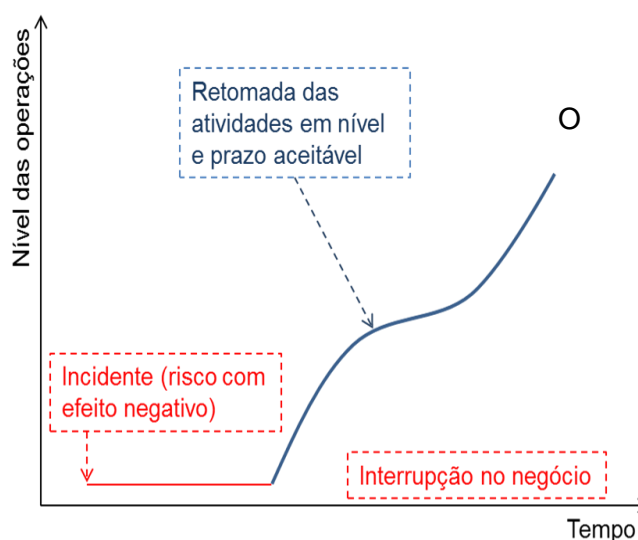 Nível das operações
Retomada das
atividades em nível
e prazo aceitável
O
Incidente (risco com
efeito negativo)
Interrupção no negócio
Tempo